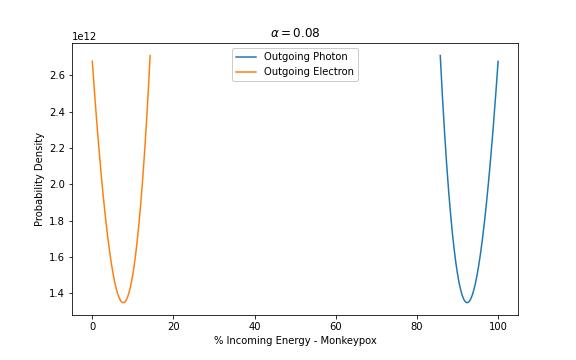 α = 0.08
1e12
Outgoing Photon
Outgoing Electron
2.6
2.4
2.2
2.0
1.8
1.6
1.4
Probability Density
0 20 40 60 80 100
% Incoming Energy - Monkeypox